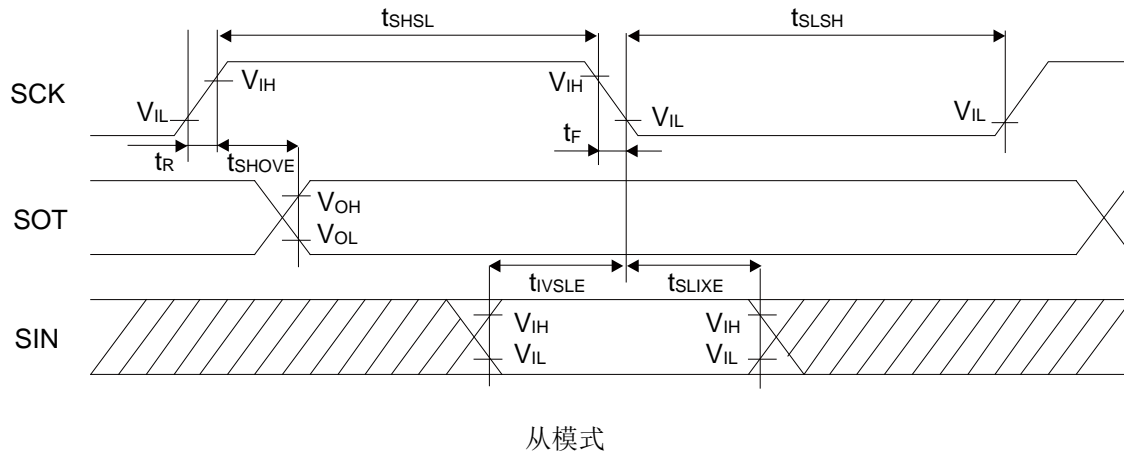 tSHSL tSLSH
SCK VIH VIH
VIL VIL VIL
tR tSHOVE tF
SOT VOH
VOL
tIVSLE tSLIXE
SIN VIH VIH
VIL VIL
从模式